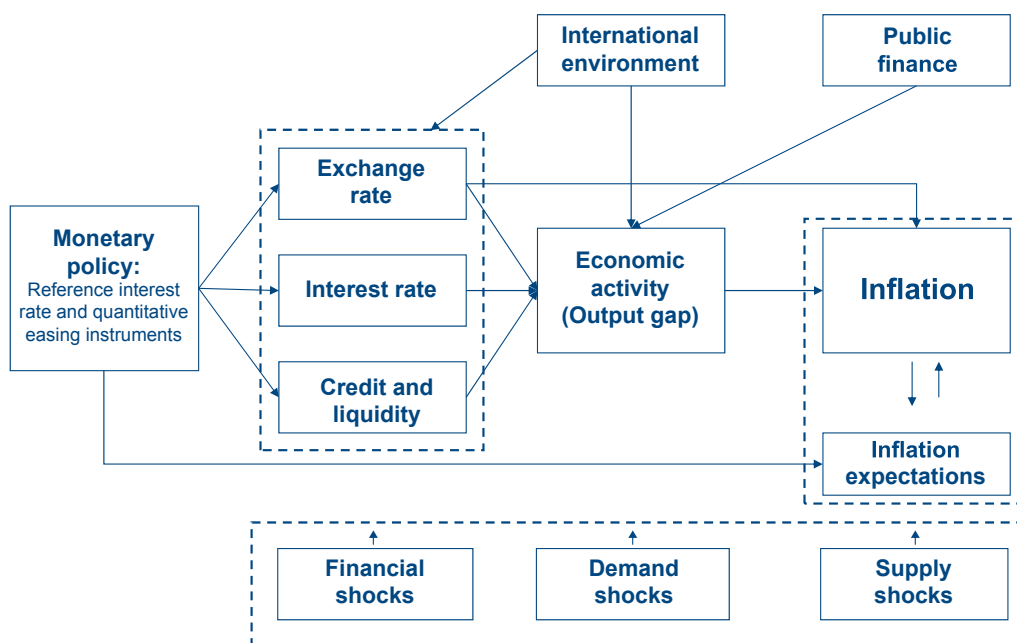 International
environment
Public
finance
Exchange
rate
Monetary
policy:
Reference interest
rate and quantitative
easing instruments
Interest rate
Economic
activity
(Output gap)
Inflation
Credit and
liquidity
Inflation
expectations
Financial
shocks
Demand
shocks
Supply
shocks